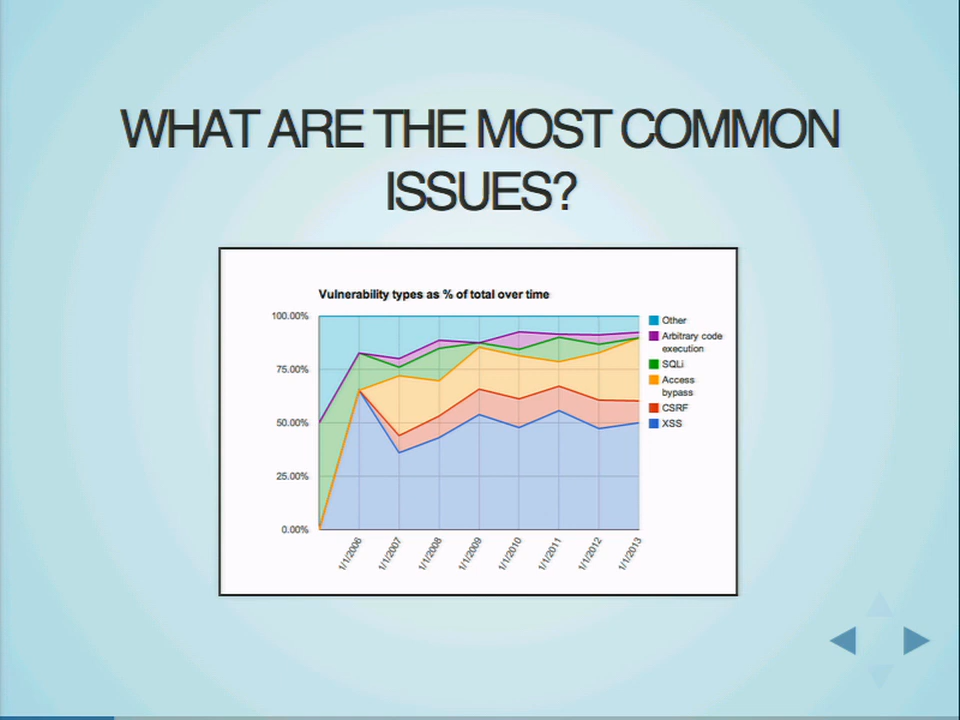 WHAT ARE THE MOST COMMON
ISSUES?
Vulnerability types as % of total over time
100.00%
75.00%
50.00%
25.00%
0.00%
1/1/2006
1/1/2007
1/1/2008
1/1/2009
1/1/2010
1/1/2011
1/1/2012
1/1/2013
Other
Arbitrary code
execution
SQLi
Access
bypass
CSRF
XSS